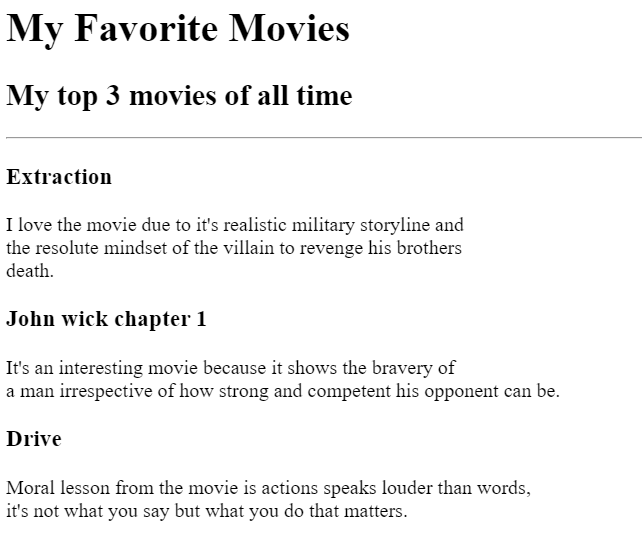 My Favorite Movies
My top 3 movies of all time
Extraction
I love the movie due to it's realistic military storyline and
the resolute mindset of the villain to revenge his brothers
death.
John wick chapter 1
It's an interesting movie because it shows the bravery of
a man irrespective of how strong and competent his opponent can be.
Drive
Moral lesson from the movie is actions speaks louder than words,
it's not what you say but what you do that matters.